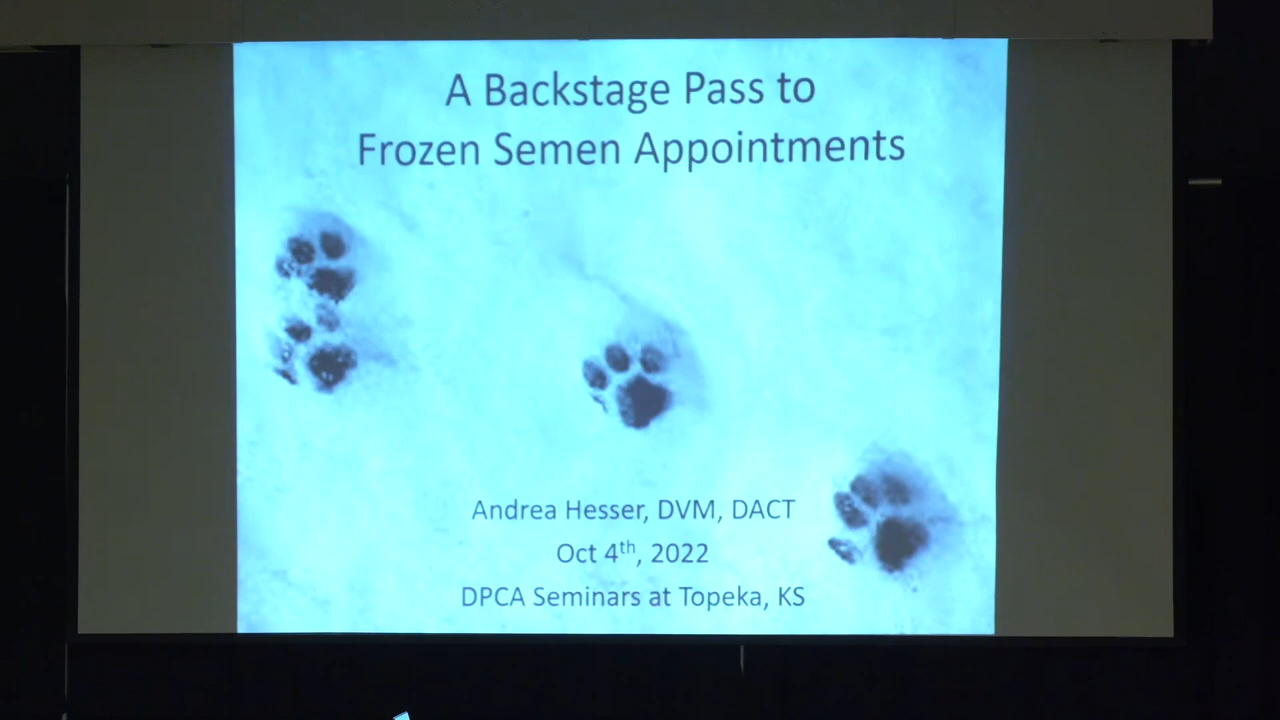 A Backstage Pass to
Frozen Semen Appointments
Andrea Hesser, DVM, DACT
Oct 4th, 2022
DPCA Seminars at Topeka, KS